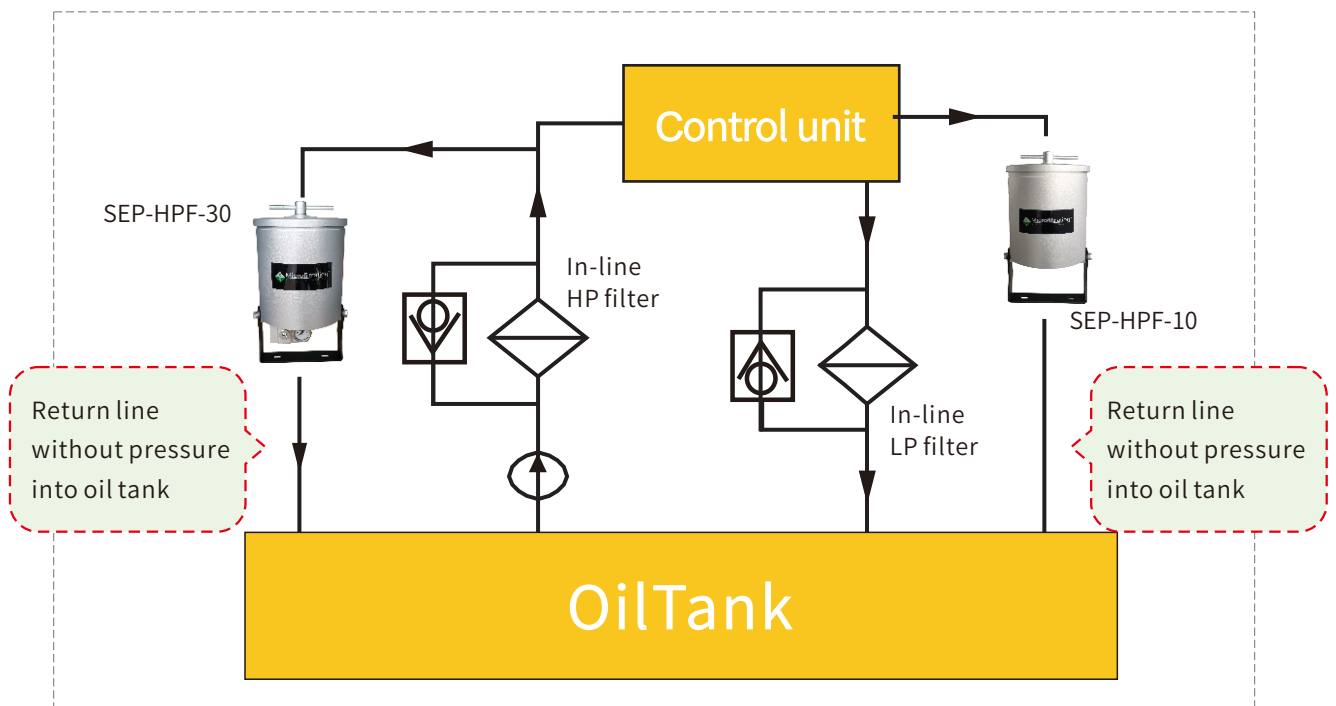 Control unit
SEP-HPF-30
In-line
HP filter
SEP-HPF-10
Return line
without pressure
into oil tank
In-line
LP filter
Return line
without pressure
into oil tank
OilTank